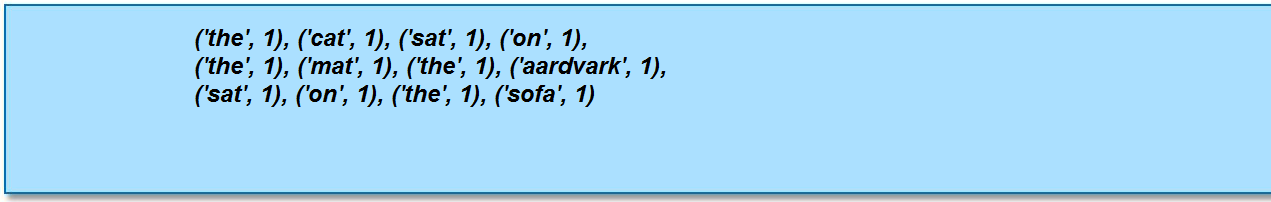 ('the', 1), ('cat', 1), ('sat', 1), ('on', 1),
('the', 1), ('mat', 1), ('the', 1), ('aardvark', 1),
('sat', 1), ('on', 1), ('the', 1), ('sofa', 1)